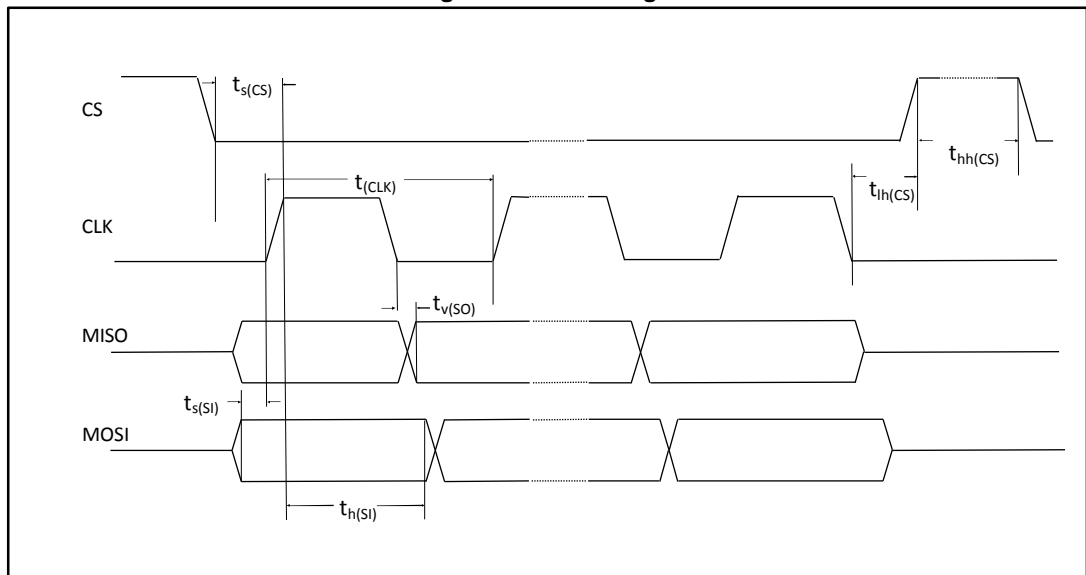 CS
t_s(CS)
t_hh(CS)
t_(CLK)
t_lh(CS)
CLK
t_v(SO)
MISO
t_s(SI)
MOSI
t_h(SI)